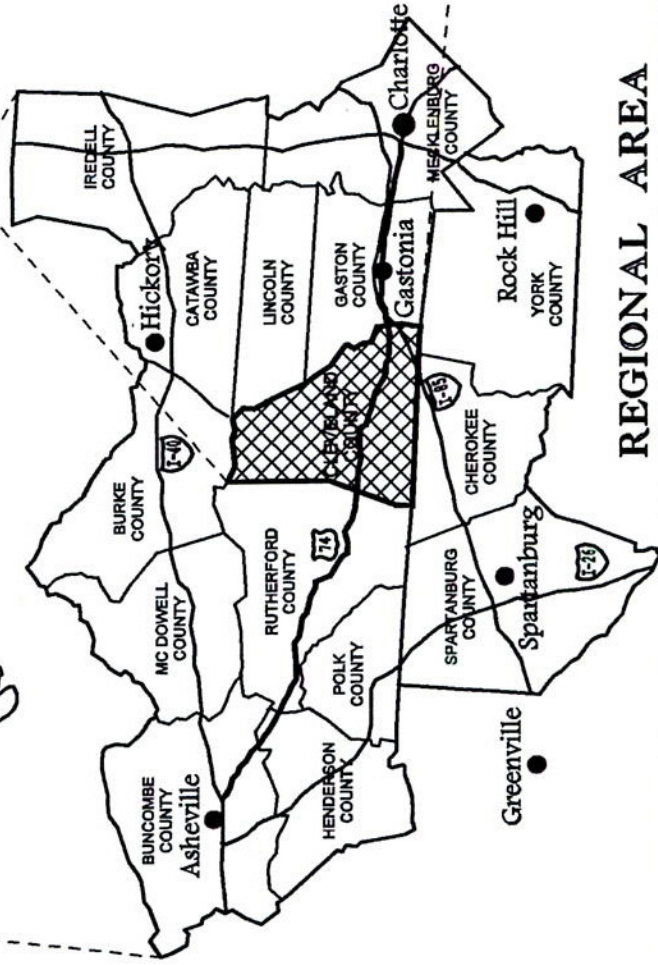 IREDELL
COUNTY
Hickory
CATAWBA
COUNTY
BURKE
COUNTY
I-40
MC DOWELL
COUNTY
BUNCOMBE
COUNTY
Asheville
LINCOLN
COUNTY
GASTON
COUNTY
Gastonia
Charlotte
MECKLENBURG
COUNTY
CLEVELAND
COUNTY
RUTHERFORD
COUNTY
74
POLK
COUNTY
HENDERSON
COUNTY
I-85
CHEROKEE
COUNTY
Rock Hill
YORK
COUNTY
SPARTANBURG
COUNTY
Spartanburg
I-26
Greenville
REGIONAL AREA